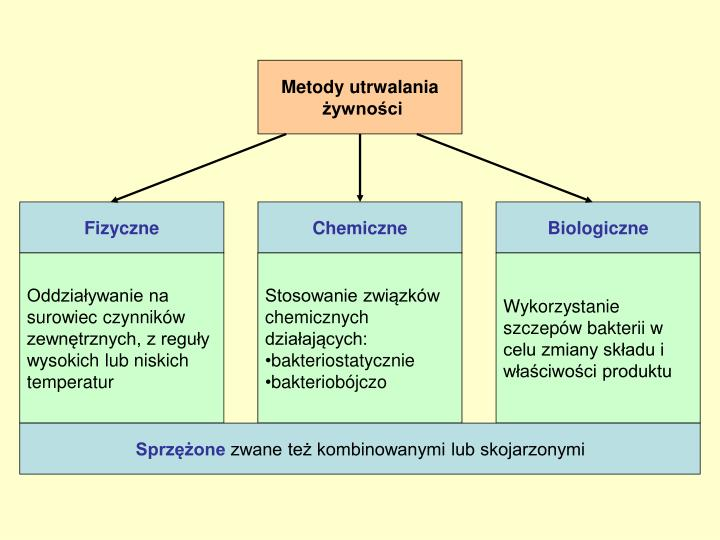 Metody utrwalania
żywności
Fizyczne
Chemiczne
Biologiczne
Oddziaływanie na
surowiec czynników
zewnętrznych, z reguły
wysokich lub niskich
temperatur
Stosowanie związków
chemicznych
działających:
•bakteriostatycznie
•bakteriobójczo
Wykorzystanie
szczepów bakterii w
celu zmiany składu i
właściwości produktu
Sprzężone zwane też kombinowanymi lub skojarzonymi